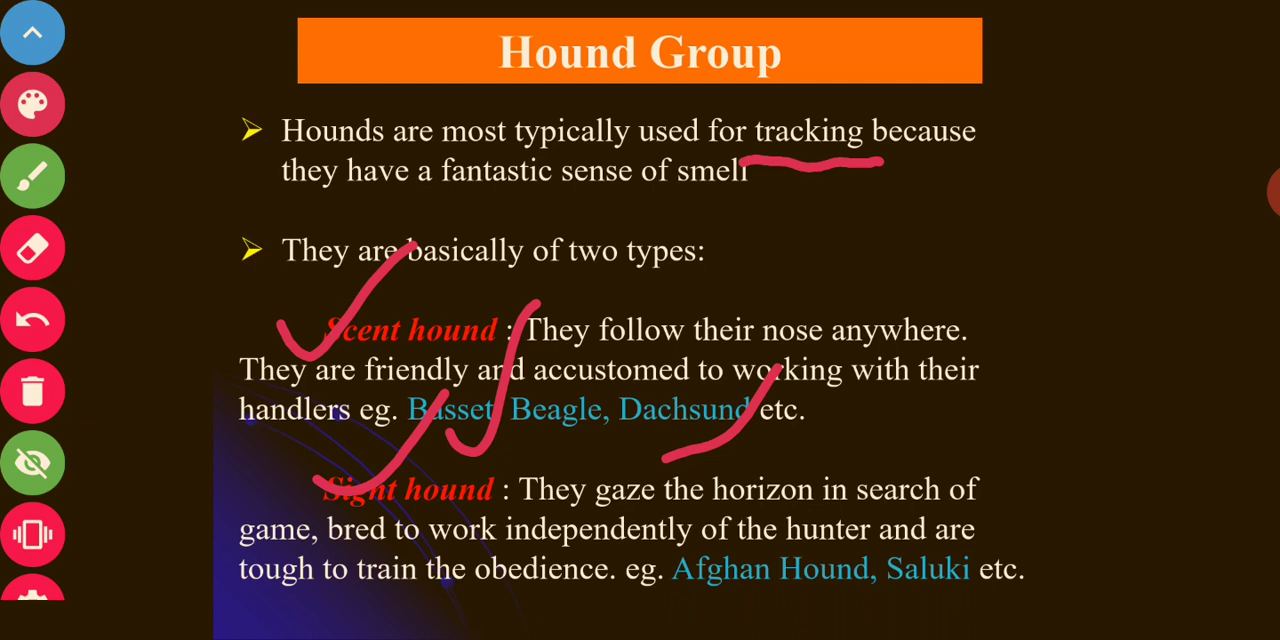 Hound Group
Hounds are most typically used for tracking because
they have a fantastic sense of smell
They are basically of two types:
Scent hound : They follow their nose anywhere.
They are friendly and accustomed to working with their
handlers eg. Basset, Beagle, Dachsund etc.
Sight hound : They gaze the horizon in search of
game, bred to work independently of the hunter and are
tough to train the obedience. eg. Afghan Hound, Saluki etc.